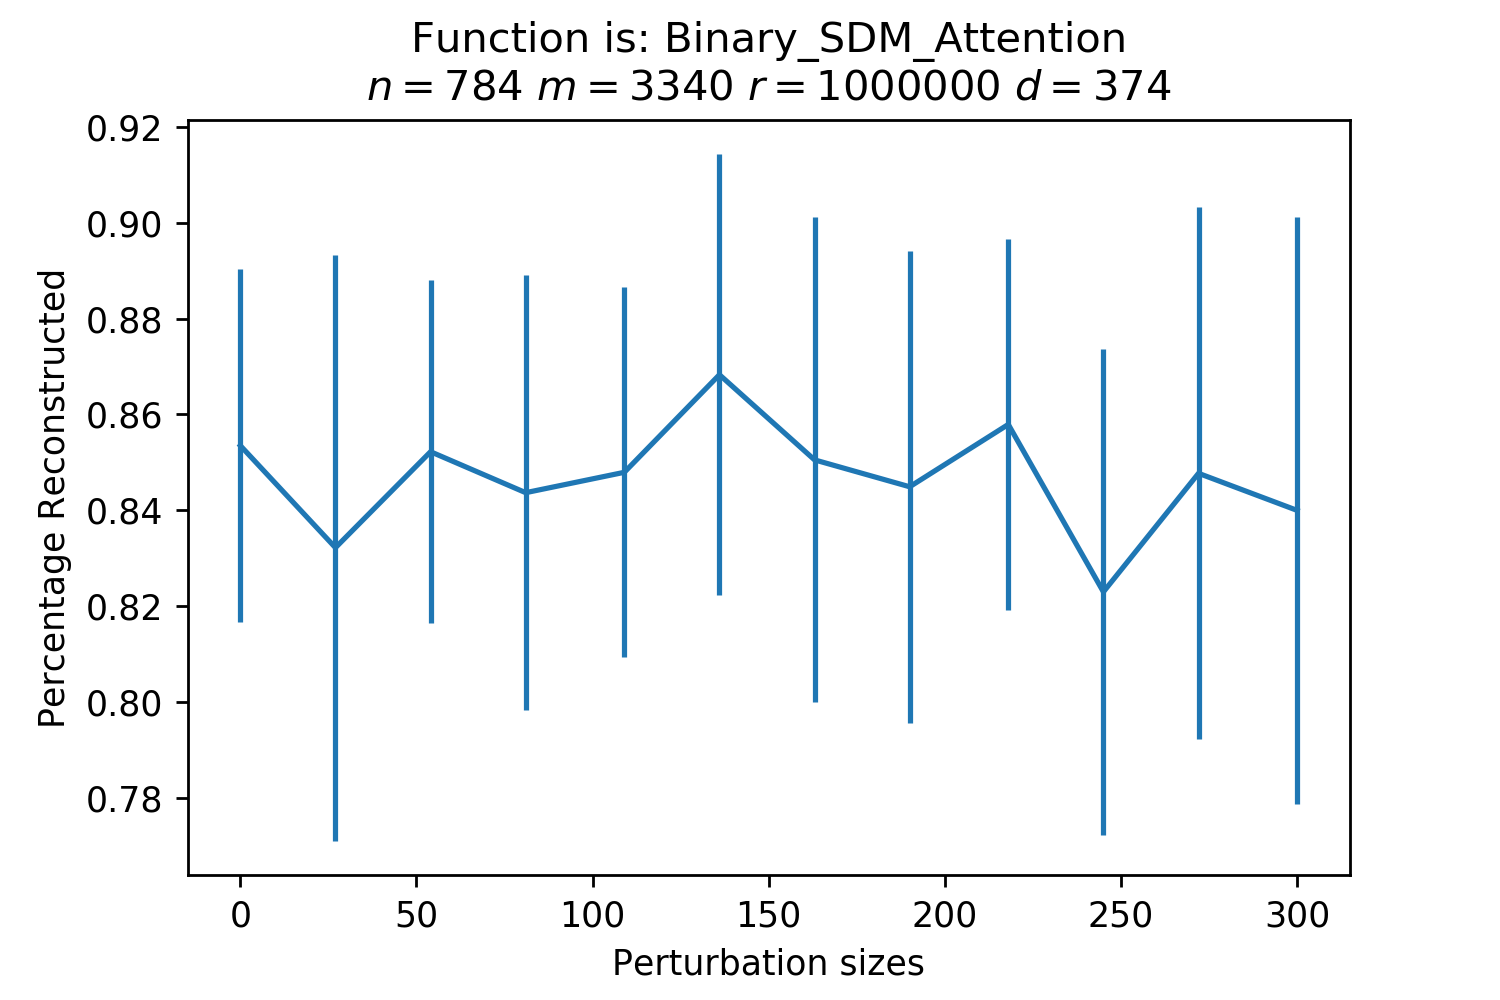 Function is: Binary_SDM_Attention
n = 784 m = 3340 r = 1000000 d = 374
0.92
0.90
0.88
0.86
0.84
0.82
0.80
0.78
Percentage Reconstructed
0 50 100 150 200 250 300
Perturbation sizes